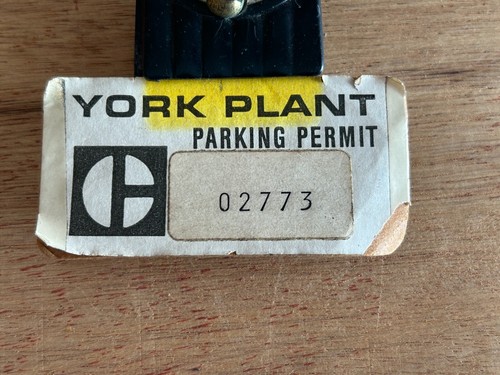 YORK PLANT
PARKING PERMIT
02773